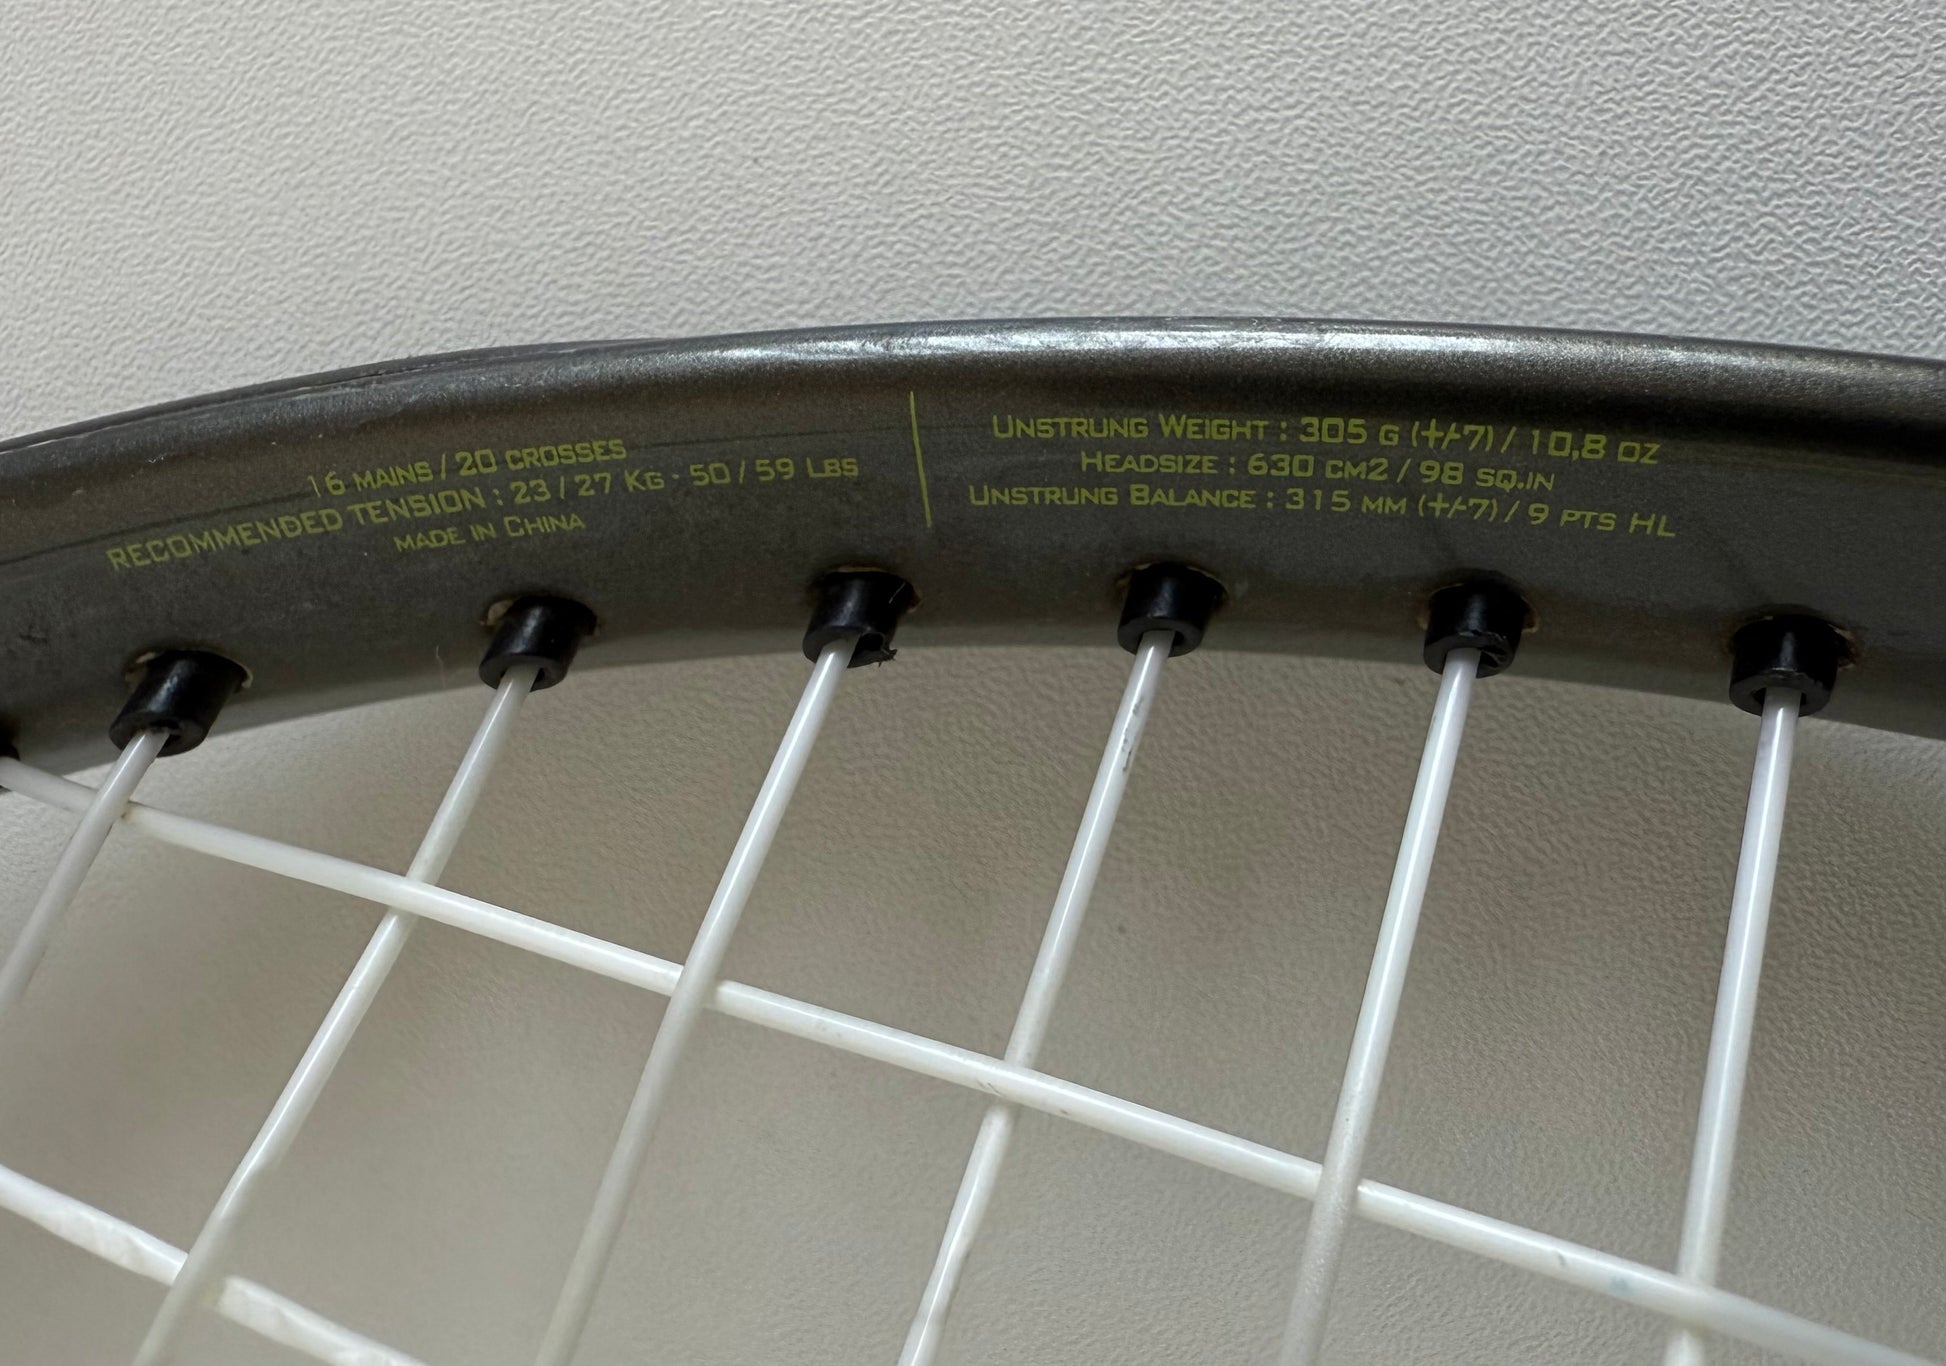 16 MAINS / 20 CROSSES
RECOMMENDED TENSION : 23 / 27 KG - 50 / 59 LBS
MADE IN CHINA
UNSTRUNG WEIGHT : 305 G (+/-7) / 10,8 OZ
HEADSIZE : 630 CM2 / 98 SQ.IN
UNSTRUNG BALANCE : 315 MM (+/-7) / 9 PTS HL